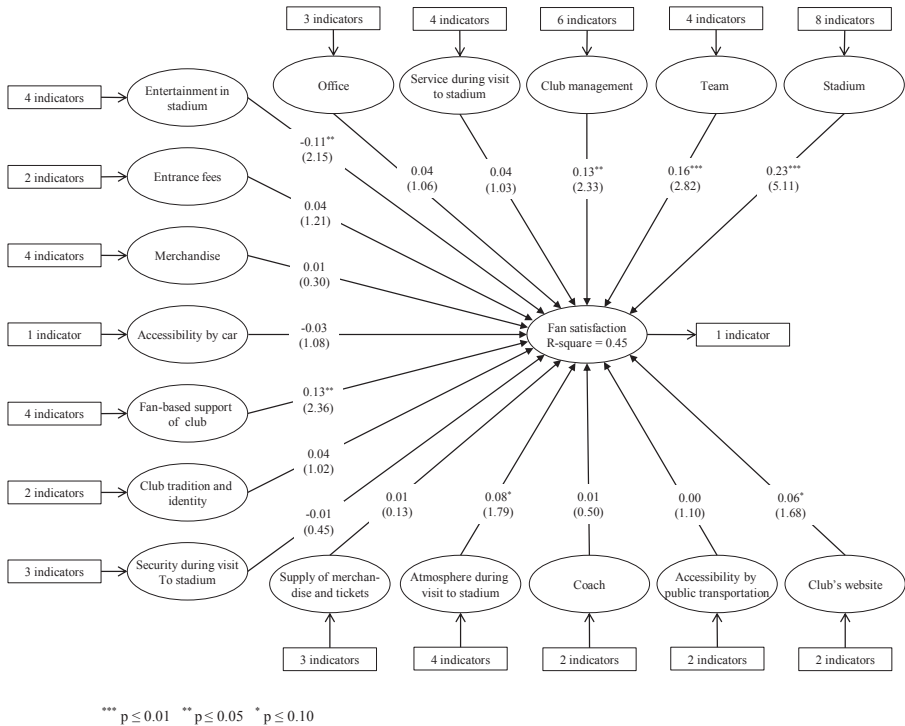 3 indicators
4 indicators
6 indicators
4 indicators
8 indicators
Office
Service during visit
to stadium
Club management
Team
Stadium
4 indicators
Entertainment in
stadium
-0.11**
(2.15)
0.04
(1.06)
0.04
(1.03)
0.13**
(2.33)
0.16***
(2.82)
0.23***
(5.11)
2 indicators
Entrance fees
0.04
(1.21)
4 indicators
Merchandise
0.01
(0.30)
1 indicator
Accessibility by car
-0.03
(1.08)
Fan satisfaction
R-square = 0.45
1 indicator
4 indicators
Fan-based support
of club
0.13**
(2.36)
2 indicators
Club tradition and
identity
0.04
(1.02)
3 indicators
Security during visit
To stadium
-0.01
(0.45)
0.01
(0.13)
0.08*
(1.79)
0.01
(0.50)
0.00
(1.10)
0.06*
(1.68)
Supply of merchan-
dise and tickets
Atmosphere during
visit to stadium
Coach
Accessibility by
public transportation
Club's website
3 indicators
4 indicators
2 indicators
2 indicators
2 indicators
*** p ≤ 0.01 ** p ≤ 0.05 * p ≤ 0.10